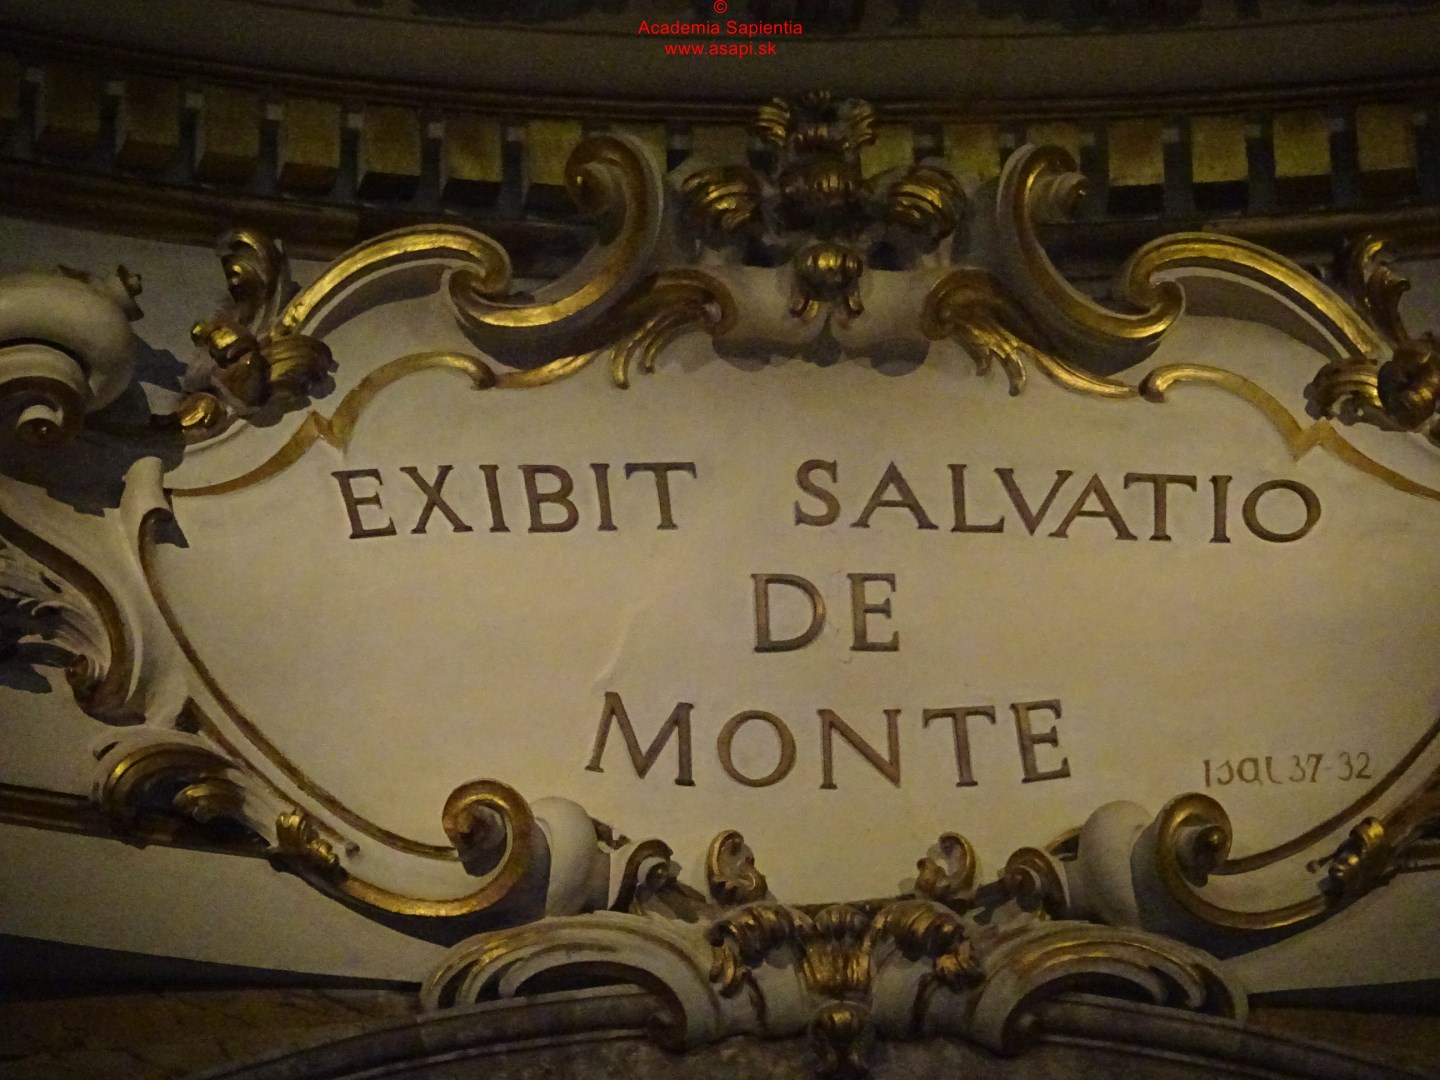 ©
Academia Sapientia
www.asapi.sk
EXIBIT SALVATIO
DE
MONTE
ISAI 37-32